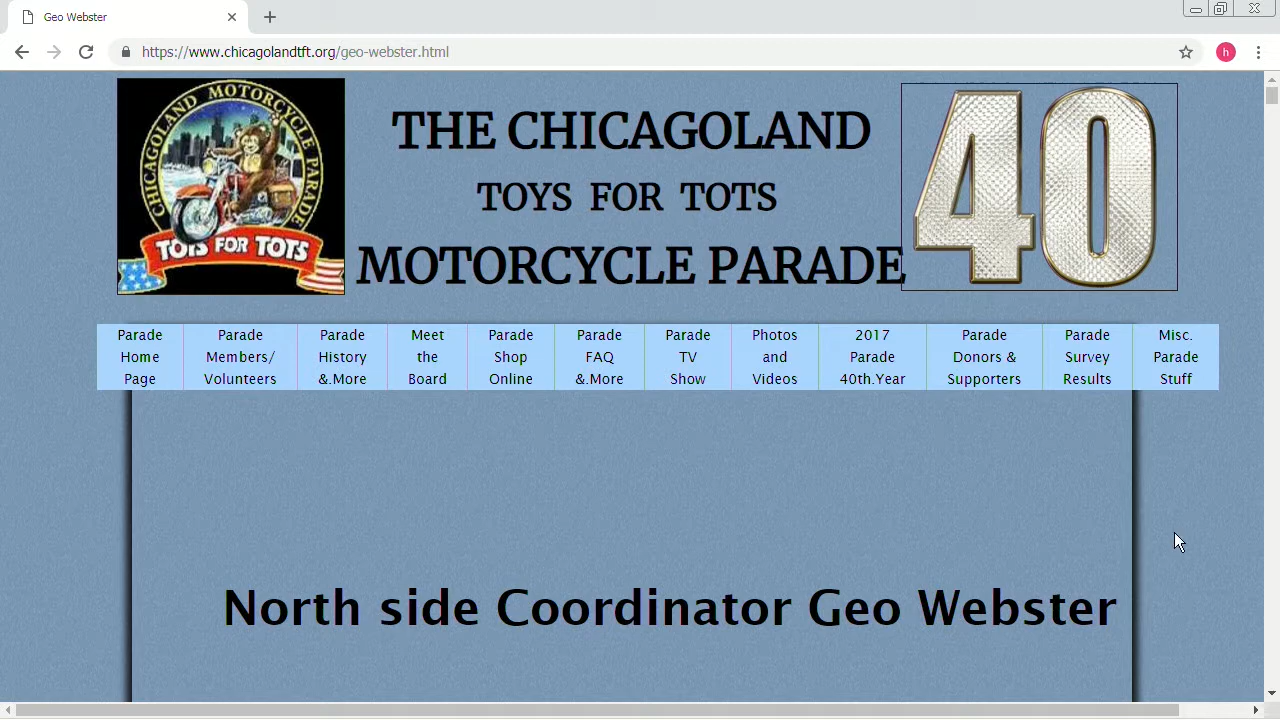 Geo Webster
https://www.chicagolandtft.org/geo-webster.html
h
CHICAGOLAND MOTORCYCLE PARADE
TOYS FOR TOTS
THE CHICAGOLAND
TOYS FOR TOTS
MOTORCYCLE PARADE
40
Parade
Home
Page
Parade
Members/
Volunteers
Parade
History
&.More
Meet
the
Board
Parade
Shop
Online
Parade
FAQ
&.More
Parade
TV
Show
Photos
and
Videos
2017
Parade
40th.Year
Parade
Donors &
Supporters
Parade
Survey
Results
Misc.
Parade
Stuff
North side Coordinator Geo Webster